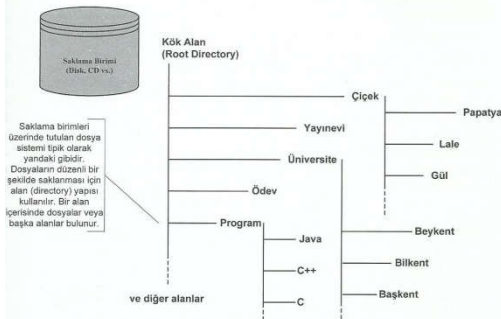 Saklama Birimi
(Disk, CD vs.)
Kök Alan
(Root Directory)
Çiçek
Papatya
Lale
Gül
Yayınevi
Üniversite
Beykent
Bilkent
Başkent
Ödev
Program
Java
C++
C
ve diğer alanlar
Saklama birimleri
üzerinde tutulan dosya
sistemi tipik olarak
yandaki gibidir.
Dosyaların düzenli bir
şekilde saklanması için
alan (directory) yapısı
kullanılır. Bir alan
içerisinde dosyalar veya
başka alanlar bulunur.